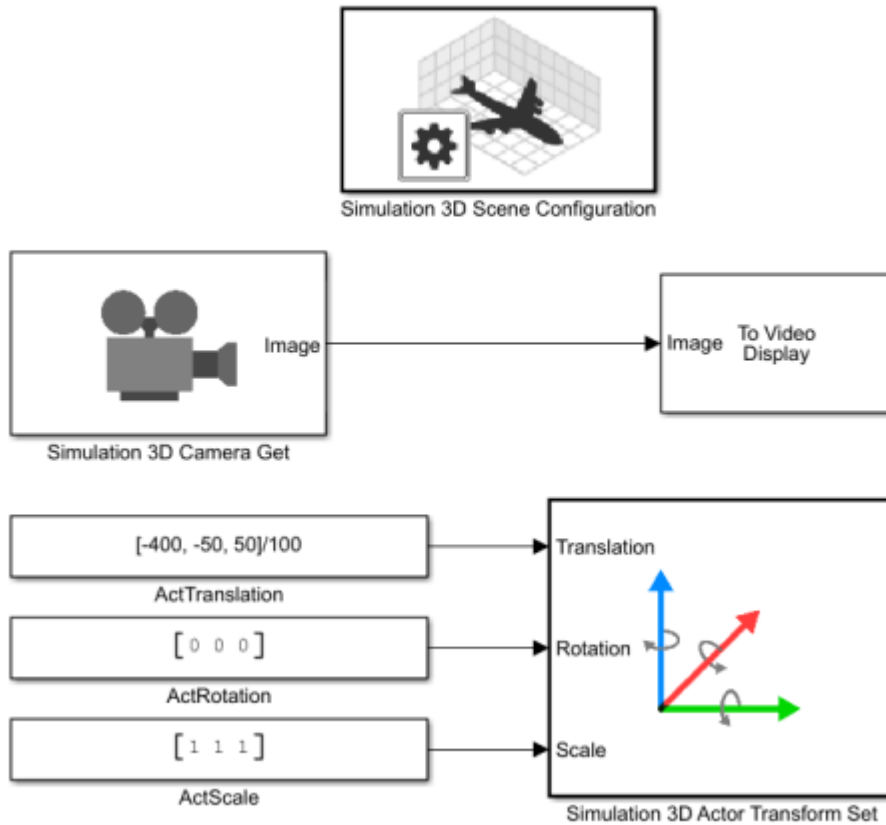 Simulation 3D Scene Configuration
Image
Image
To Video
Display
Simulation 3D Camera Get
[-400, -50, 50]/100
Translation
ActTranslation
[0 0 0]
Rotation
ActRotation
[1 1 1]
Scale
ActScale
Simulation 3D Actor Transform Set